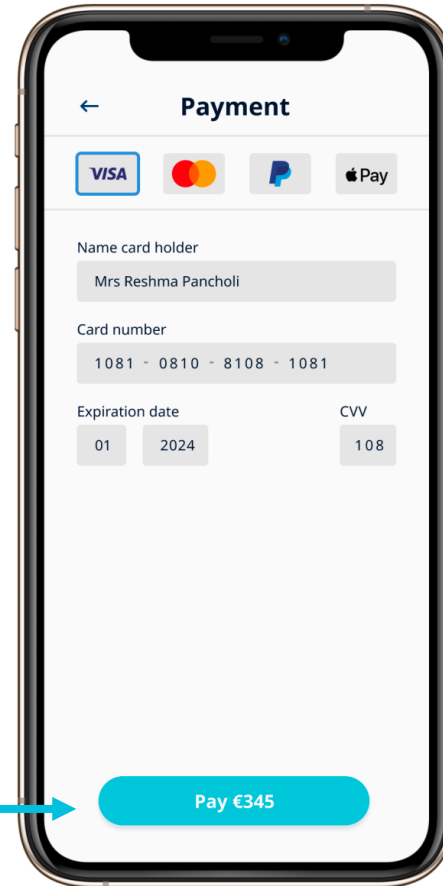 Payment
VISA
Pay
Name card holder
Mrs Reshma Pancholi
Card number
1081 - 0810 - 8108 - 1081
Expiration date CVV
01 2024 108
Pay €345